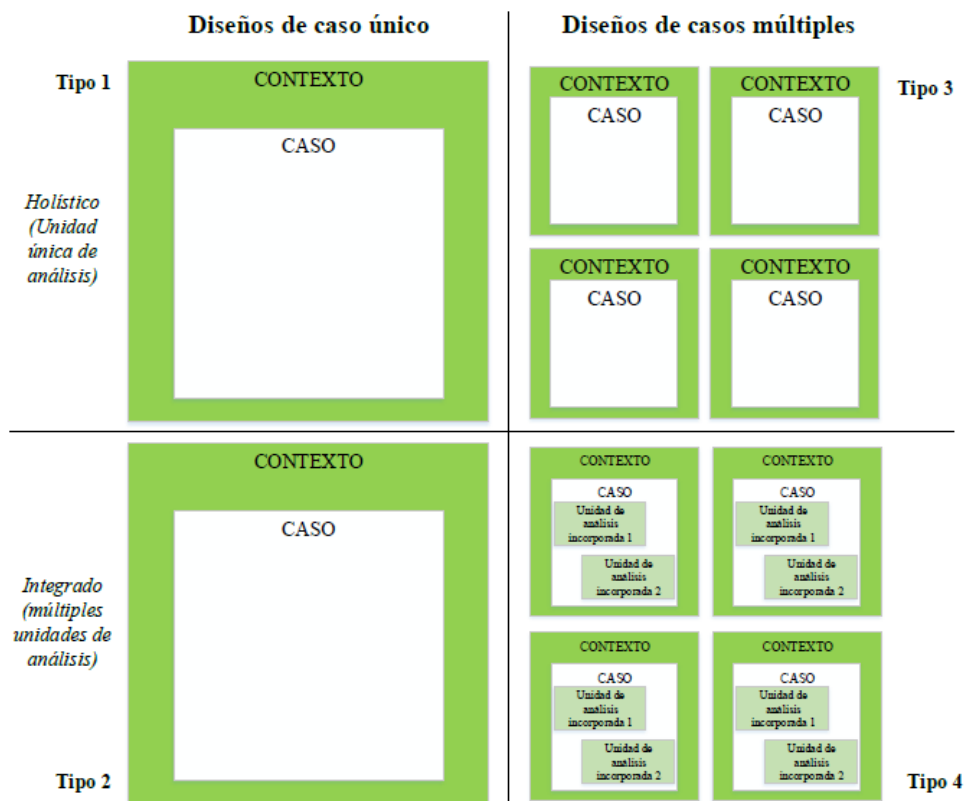 Diseños de caso único
Diseños de casos múltiples
Tipo 1
CONTEXTO
CASO
Holístico
(Unidad
única de
análisis)
CONTEXTO
CASO
CONTEXTO
CASO
Tipo 3
CONTEXTO
CASO
CONTEXTO
CASO
CONTEXTO
CASO
Integrado
(múltiples
unidades de
análisis)
Tipo 2
CONTEXTO
CASO
Unidad de
análisis
incorporada 1
Unidad de
análisis
incorporada 2
CONTEXTO
CASO
Unidad de
análisis
incorporada 1
Unidad de
análisis
incorporada 2
CONTEXTO
CASO
Unidad de
análisis
incorporada 1
Unidad de
análisis
incorporada 2
CONTEXTO
CASO
Unidad de
análisis
incorporada 1
Unidad de
análisis
incorporada 2
Tipo 4